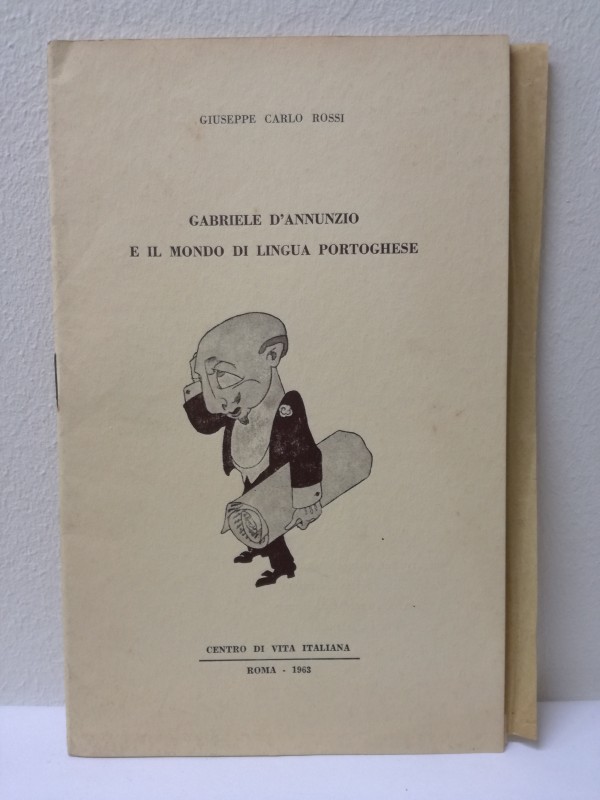 GIUSEPPE CARLO ROSSI
GABRIELE D'ANNUNZIO
E IL MONDO DI LINGUA PORTOGHESE
CENTRO DI VITA ITALIANA
ROMA - 1963